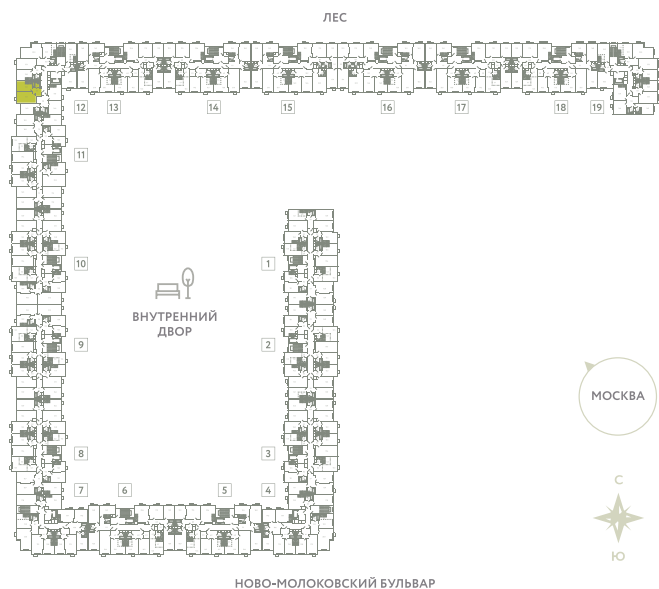 ЛЕС
12 13 14 15 16 17 18 19
11
10 1
ВНУТРЕННИЙ
ДВОР
9 2
МОСКВА
8 3
7 6 5 4
С
Ю
НОВО-МОЛОКОВСКИЙ БУЛЬВАР